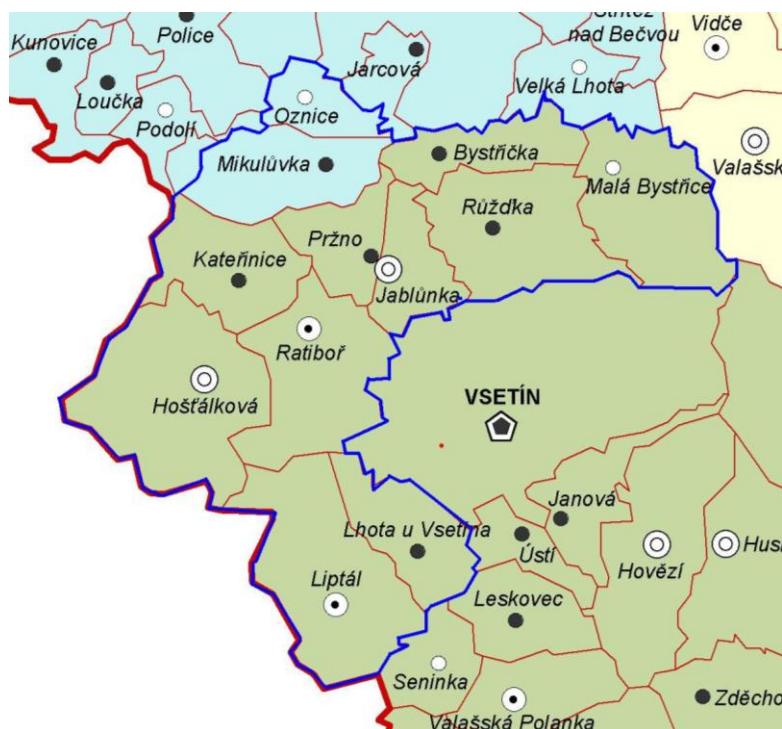 Střítež
nad Bečvou
Vidče
Police
Kunovice
Jarcová
Loučka
Velká Lhota
Oznice
Podolí
Valašsk
Bystřička
Mikulůvka
Malá Bystřice
Růžďka
Pržno
Kateřinice
Jablůnka
Ratiboř
VSETÍN
Hošťálková
Janová
Lhota u Vsetína
Ústí
Hus
Hovězí
Liptál
Leskovec
Seninka
Zděcho
Valašská Polanka